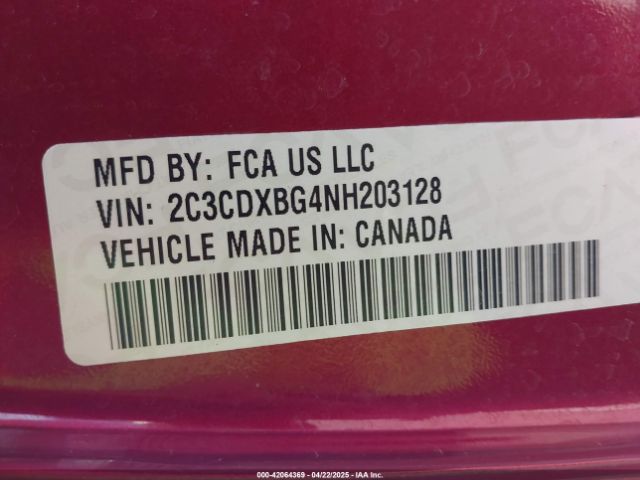 MFD BY: FCA US LLC
VIN: 2C3CDXBG4NH203128
VEHICLE MADE IN: CANADA
000-42064369 - 04/22/2025 - IAA Inc.